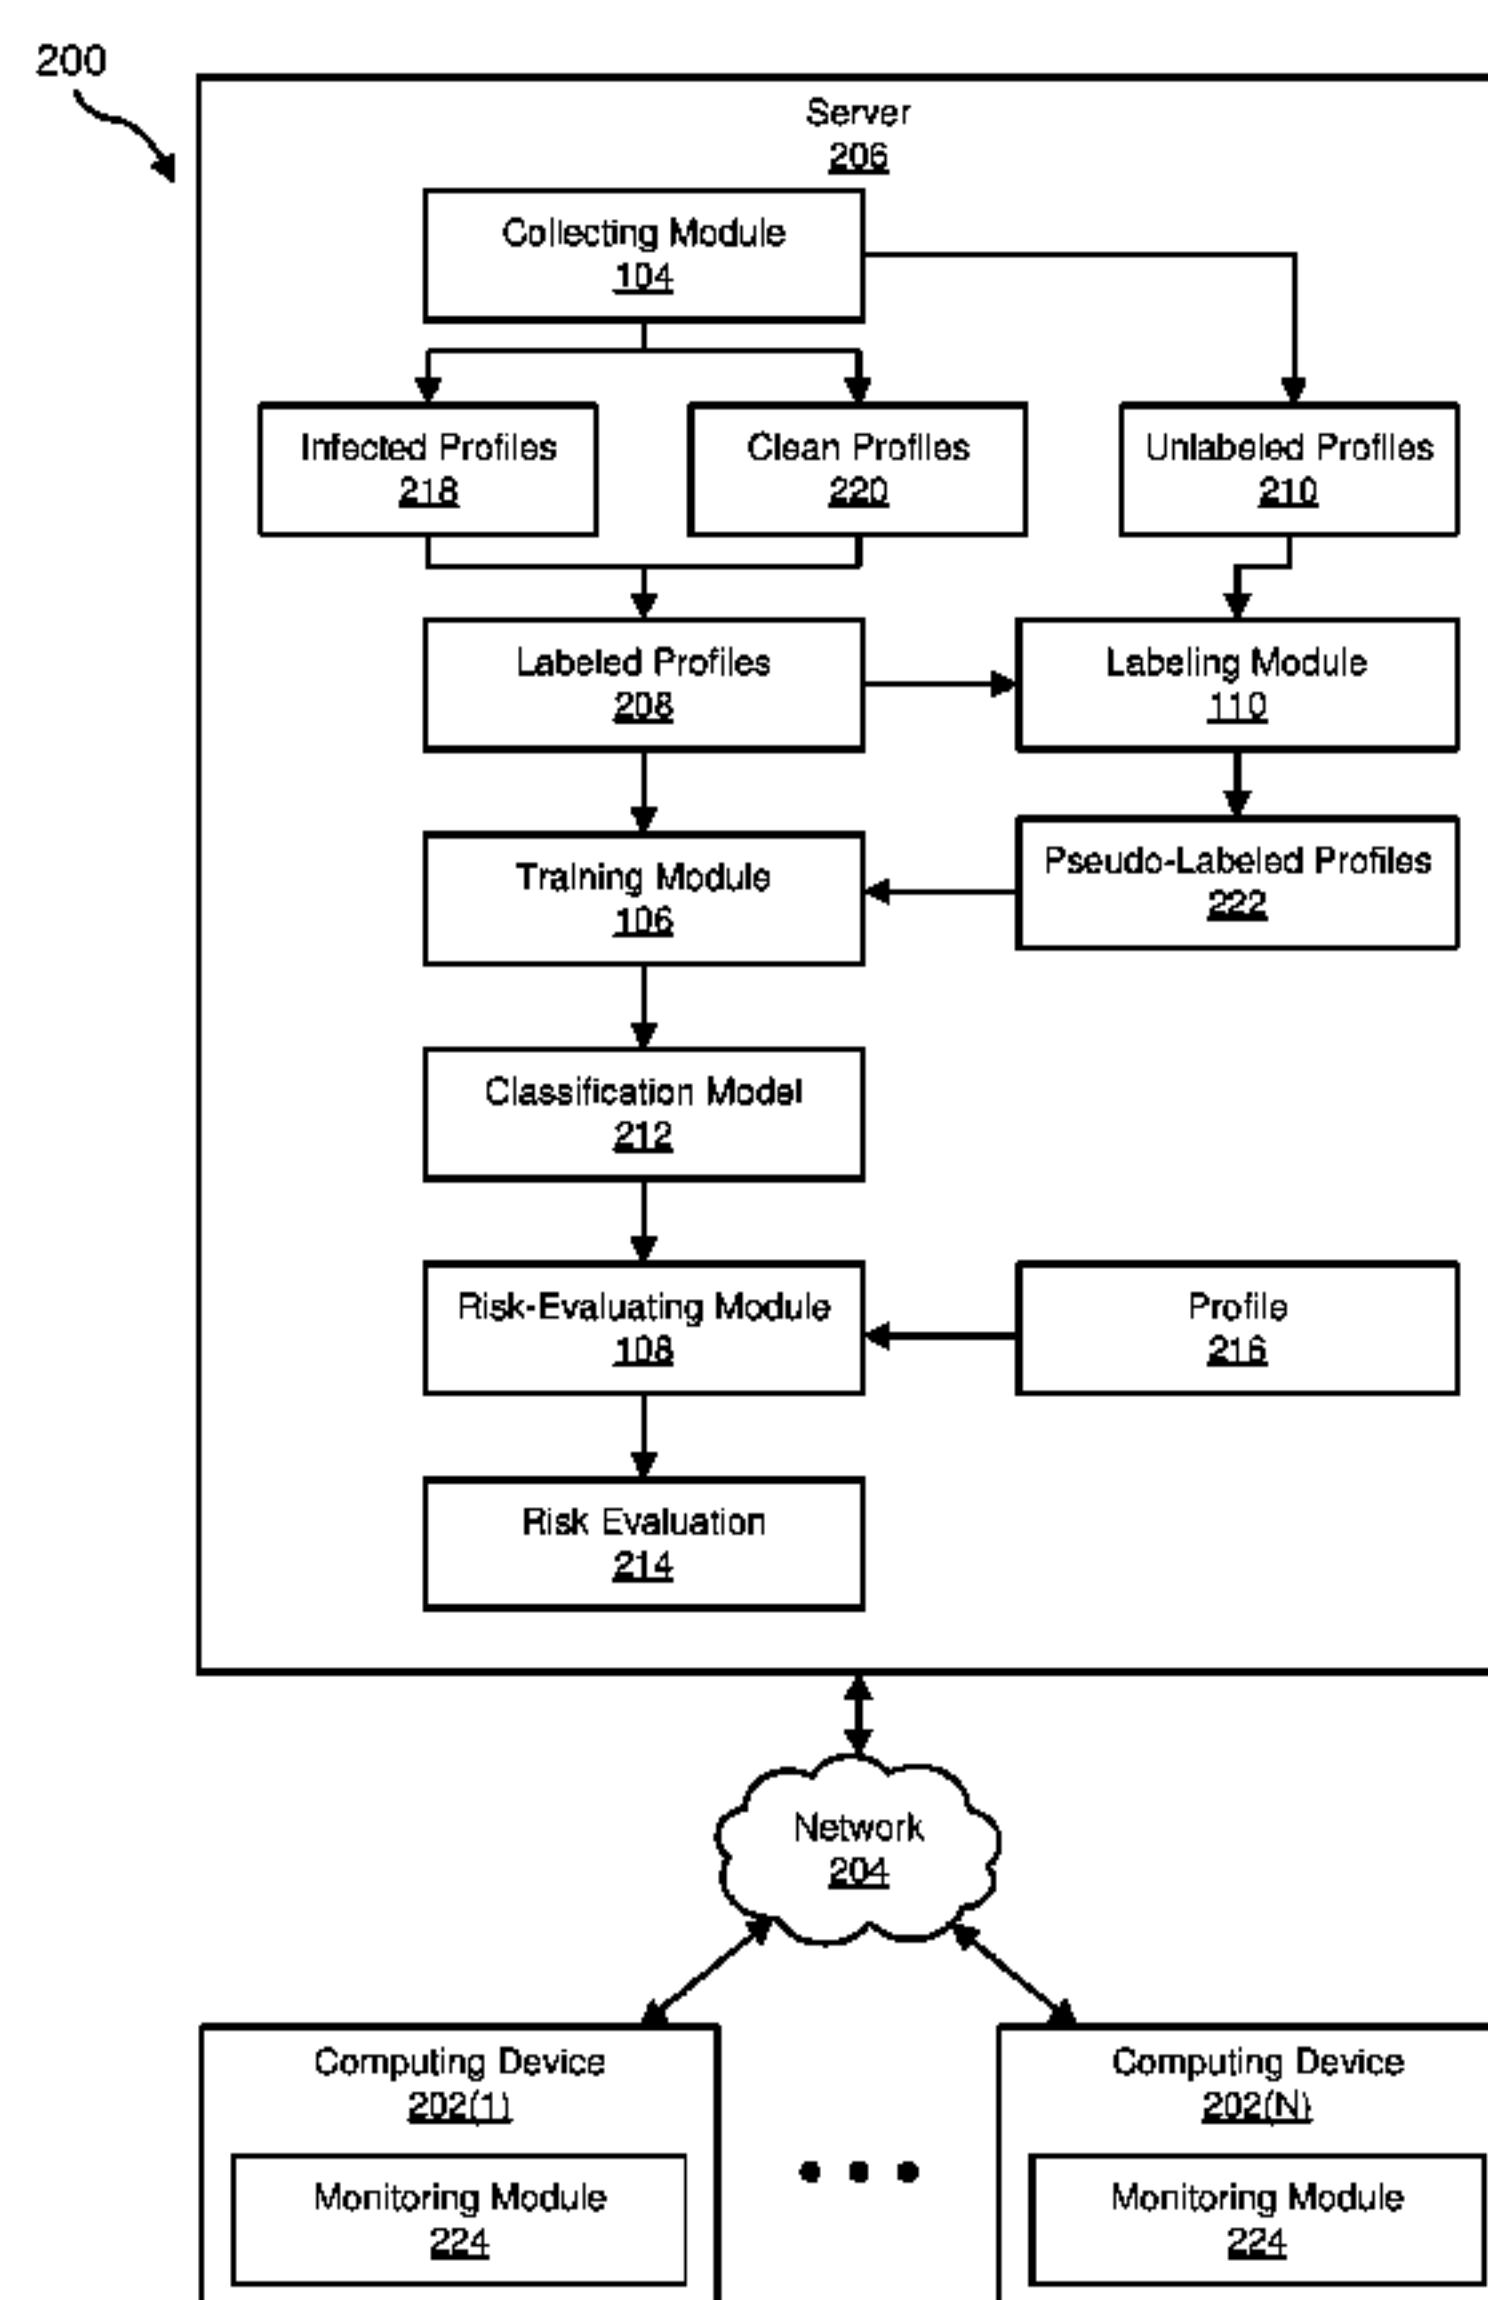 200
Server
206
Collecting Module
104
Infected Profiles
218
Clean Profiles
220
Unlabeled Profiles
210
Labeled Profiles
208
Labeling Module
110
Training Module
106
Pseudo-Labeled Profiles
222
Classification Model
212
Risk-Evaluating Module
108
Profile
216
Risk Evaluation
214
Network
204
Computing Device
202(1)
Monitoring Module
224
Computing Device
202(N)
Monitoring Module
224